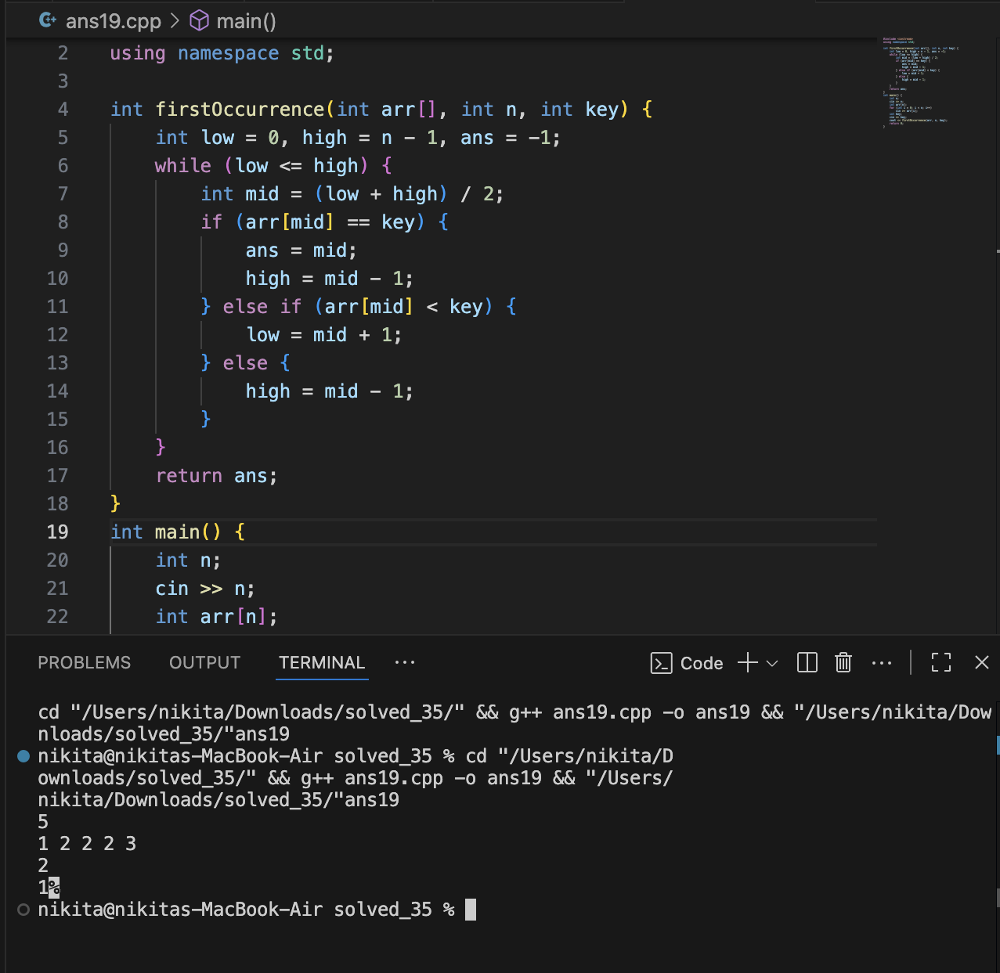 ans19.cpp > main()
2 using namespace std;
3
4 int firstOccurrence(int arr[], int n, int key) {
5 int low = 0, high = n - 1, ans = -1;
6 while (low <= high) {
7 int mid = (low + high) / 2;
8 if (arr[mid] == key) {
9 ans = mid;
10 high = mid - 1;
11 } else if (arr[mid] < key) {
12 low = mid + 1;
13 } else {
14 high = mid - 1;
15 }
16 }
17 return ans;
18 }
19 int main() {
20 int n;
21 cin >> n;
22 int arr[n];
PROBLEMS OUTPUT TERMINAL ··· Code
cd "/Users/nikita/Downloads/solved_35/" && g++ ans19.cpp -o ans19 && "/Users/nikita/Dow
nloads/solved_35/"ans19
nikita@nikitas-MacBook-Air solved_35 % cd "/Users/nikita/D
ownloads/solved_35/" && g++ ans19.cpp -o ans19 && "/Users/
nikita/Downloads/solved_35/"ans19
5
1 2 2 2 3
2
1%
nikita@nikitas-MacBook-Air solved_35 %